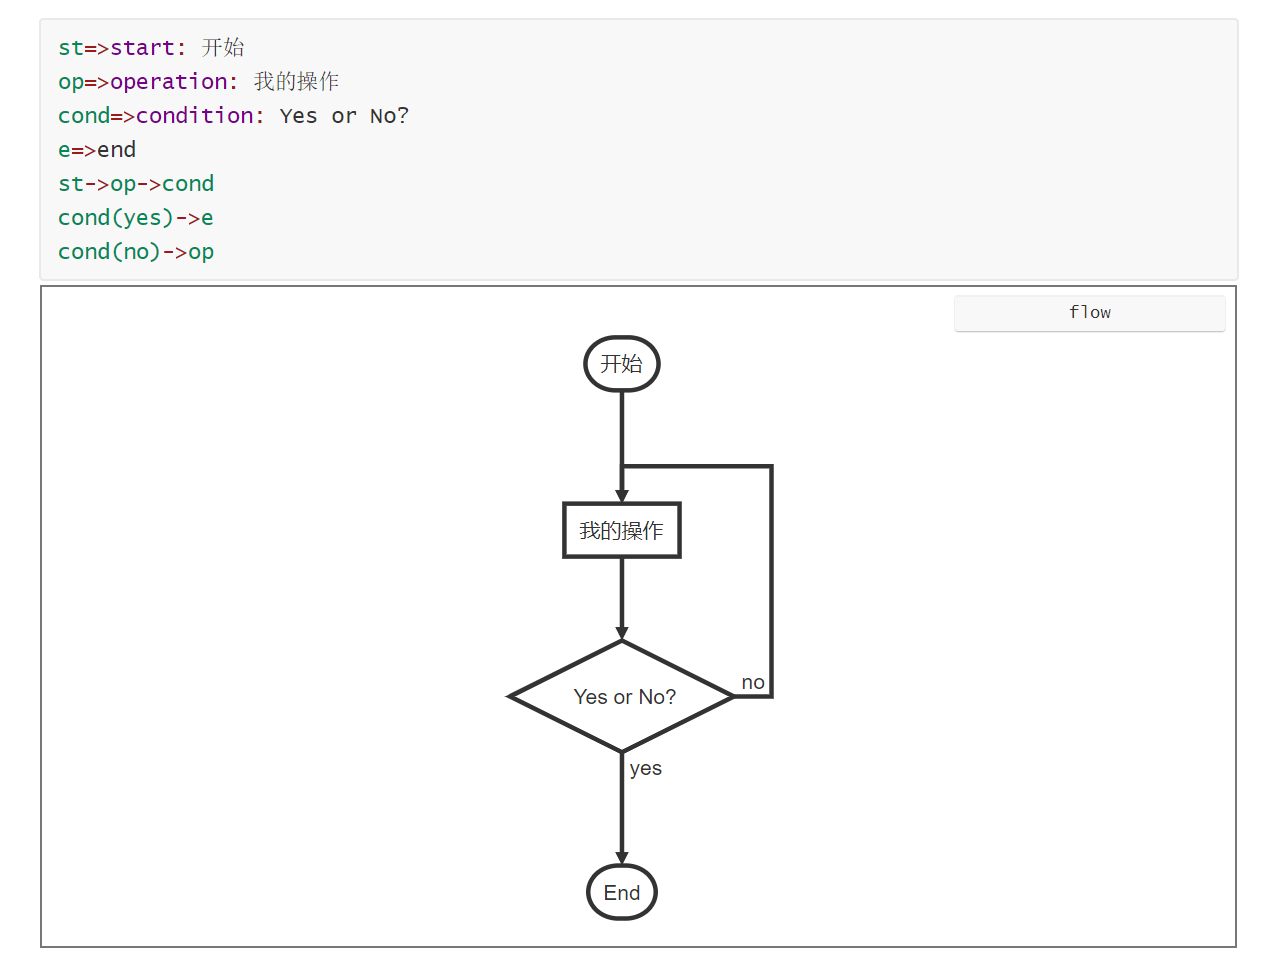 st=>start: 开始
op=>operation: 我的操作
cond=>condition: Yes or No?
e=>end
st->op->cond
cond(yes)->e
cond(no)->op
flow
开始
我的操作
no
Yes or No?
yes
End